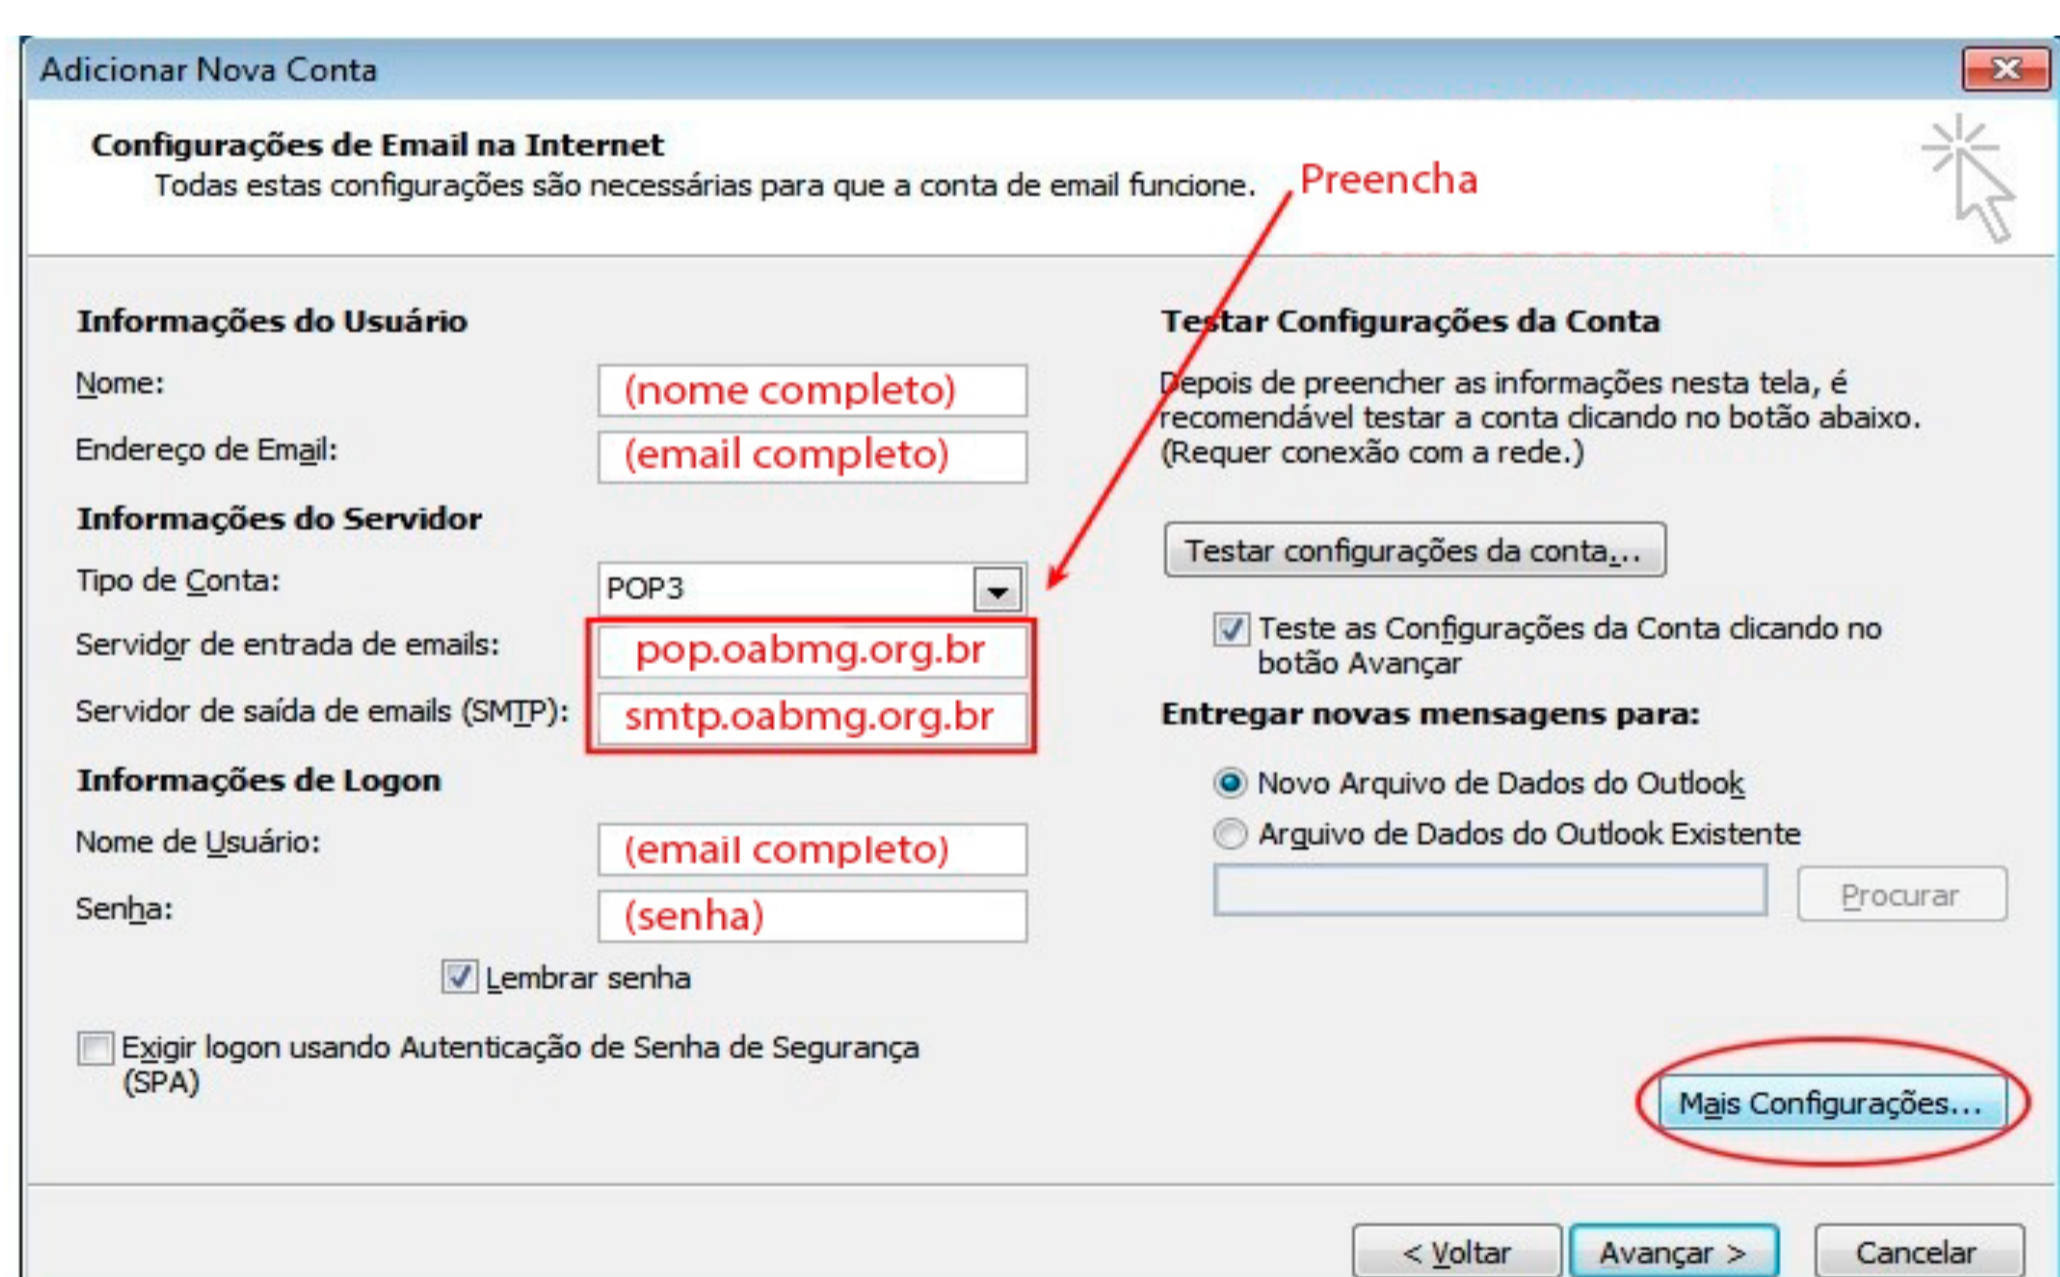 Adicionar Nova Conta
Configurações de Email na Internet
Todas estas configurações são necessárias para que a conta de email funcione.
Preencha
Informações do Usuário
Nome:
(nome completo)
Endereço de Email:
(email completo)
Informações do Servidor
Tipo de Conta:
POP3
Servidor de entrada de emails:
pop.oabmg.org.br
Servidor de saída de emails (SMTP):
smtp.oabmg.org.br
Informações de Logon
Nome de Usuário:
(email completo)
Senha:
(senha)
Lembrar senha
Exigir logon usando Autenticação de Senha de Segurança
(SPA)
Testar Configurações da Conta
Depois de preencher as informações nesta tela, é
recomendável testar a conta clicando no botão abaixo.
(Requer conexão com a rede.)
Testar configurações da conta...
Teste as Configurações da Conta clicando no
botão Avançar
Entregar novas mensagens para:
Novo Arquivo de Dados do Outlook
Arquivo de Dados do Outlook Existente
Procurar
Mais Configurações...
< Voltar
Avançar >
Cancelar